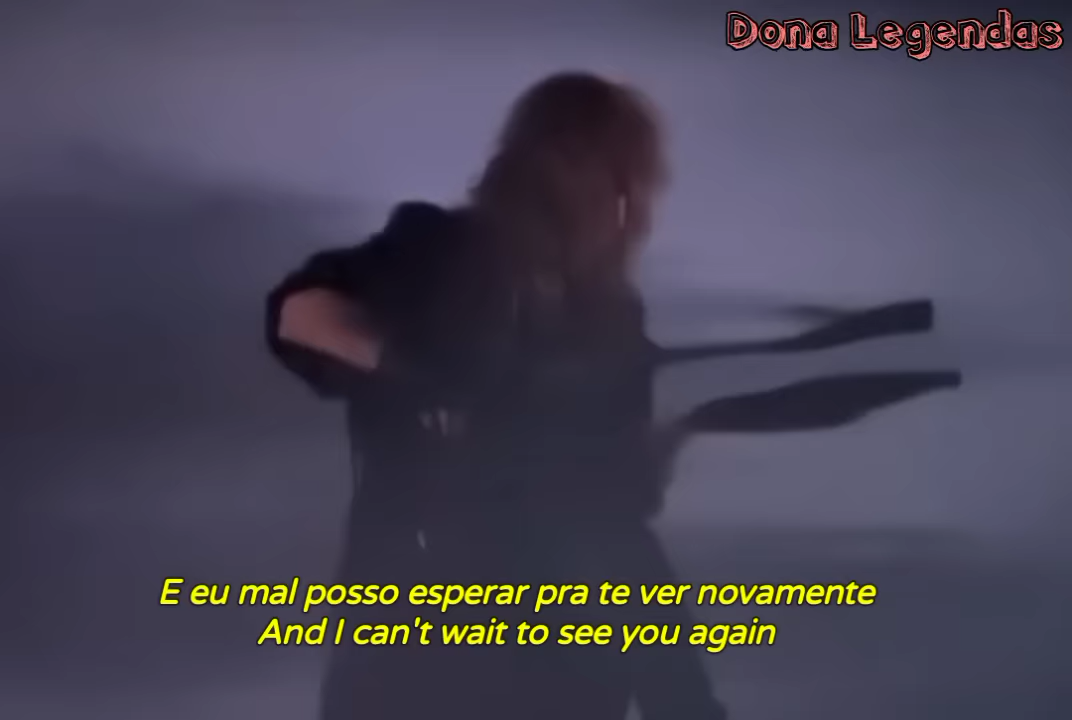 Dona Legendas
E eu mal posso esperar pra te ver novamente
And I can't wait to see you again